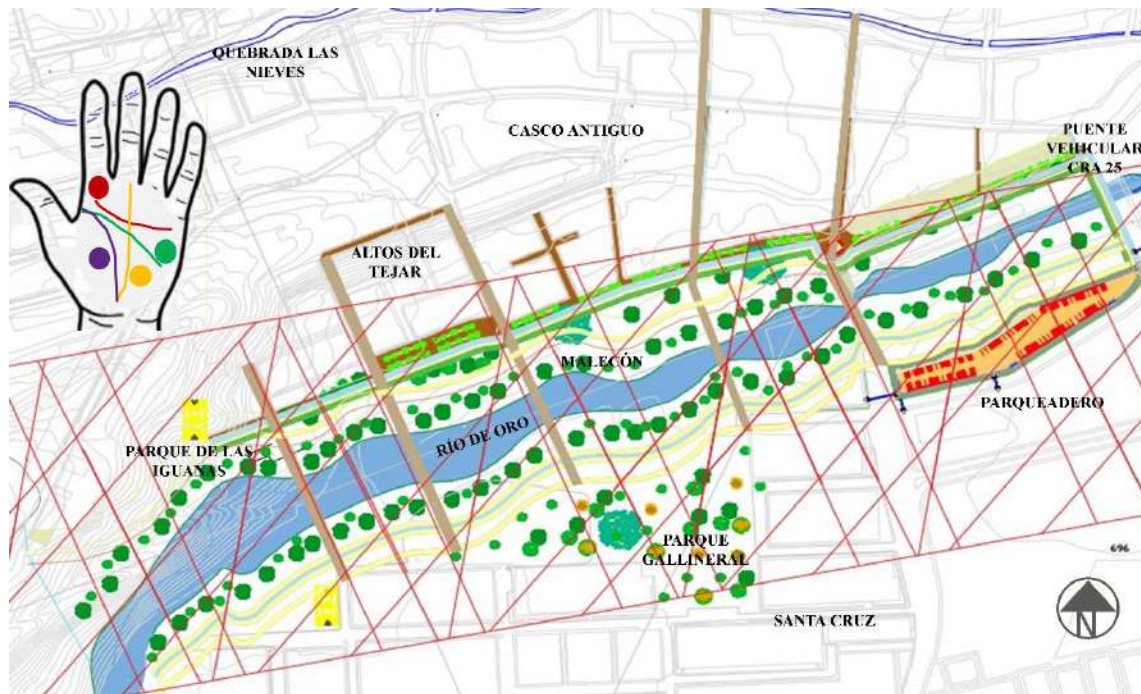 QUEBRADA LAS
NIEVES
CASCO ANTIGUO
PUENTE
VEHICULAR
CRA 25
ALTOS DEL
TEJAR
MALECÓN
PARQUEADERO
RÍO DE ORO
PARQUE DE LAS
IGUANAS
PARQUE
GALLINERAL
696
SANTA CRUZ
N